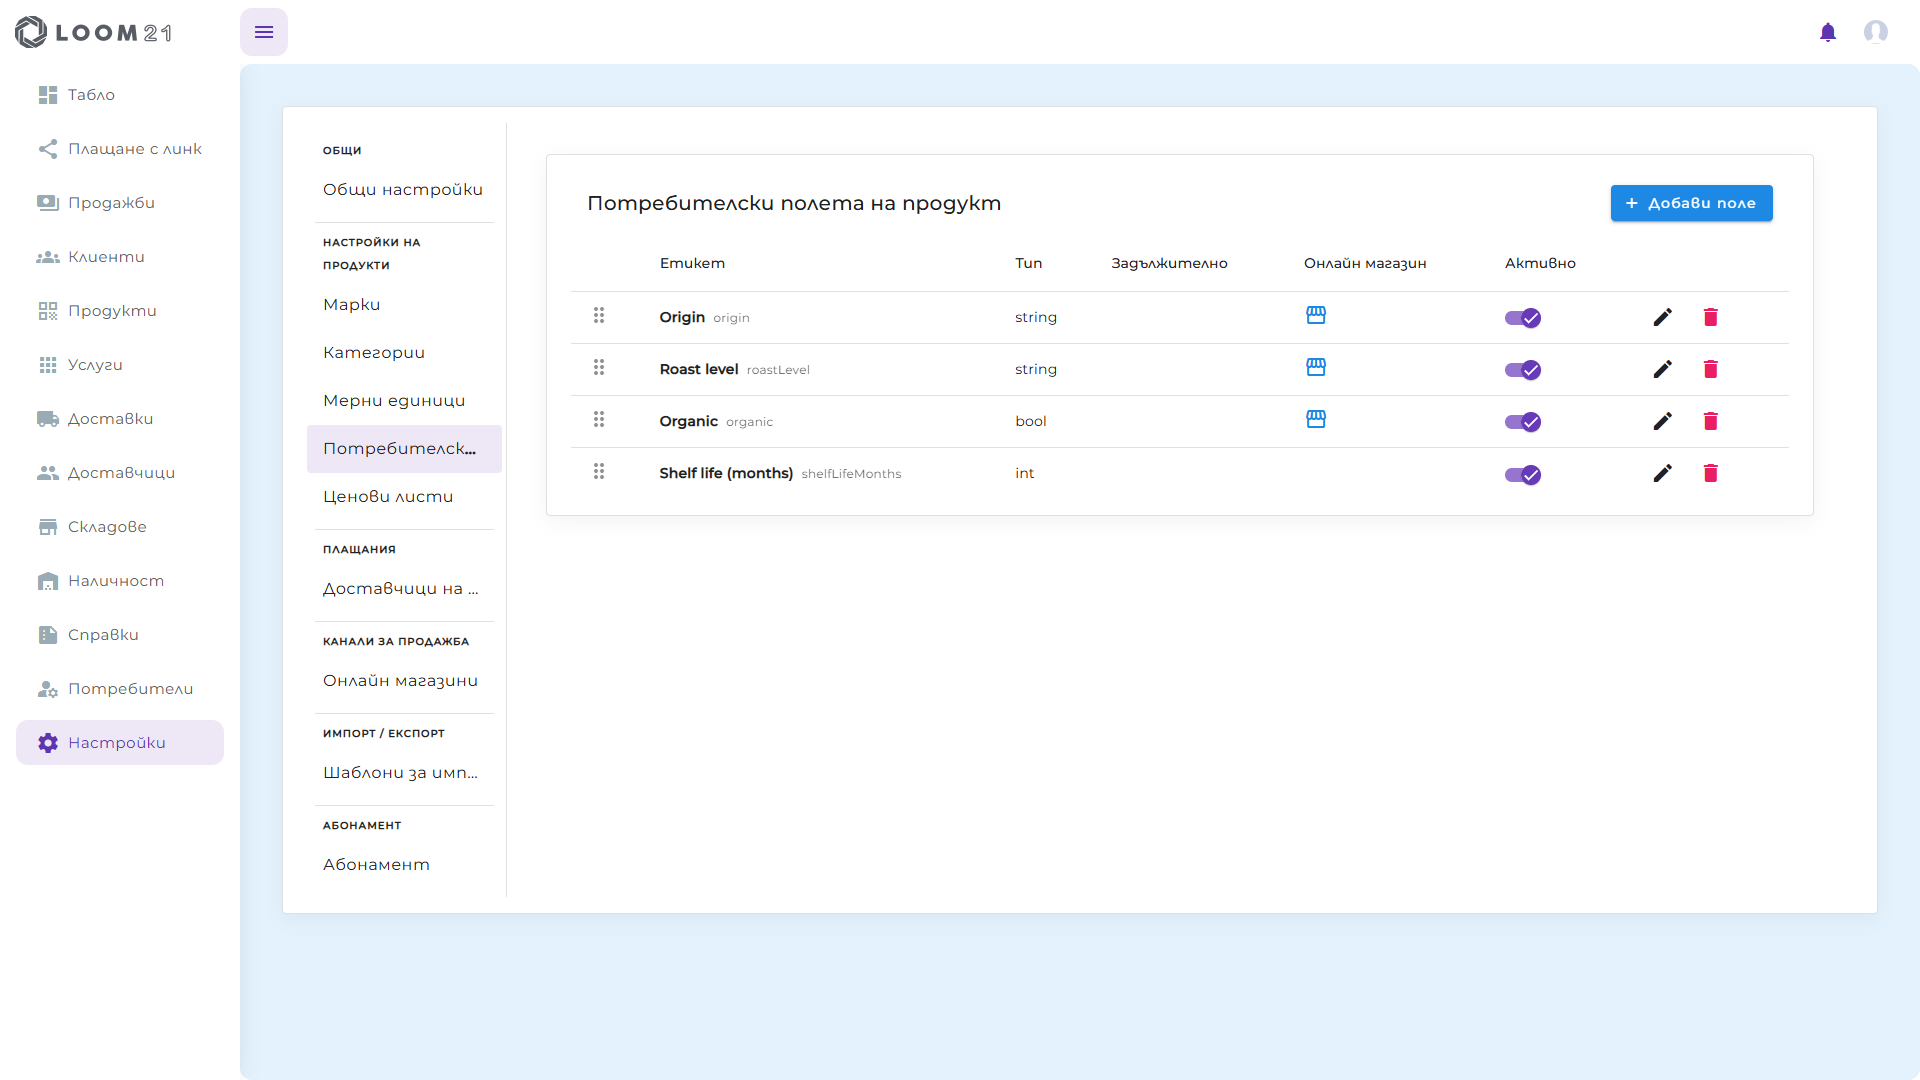 LOOM21
Табло
Плащане с линк
Продажби
Клиенти
Продукти
Услуги
Доставки
Доставчици
Складове
Наличност
Справки
Потребители
Настройки
ОБЩИ
Общи настройки
НАСТРОЙКИ НА
ПРОДУКТИ
Марки
Категории
Мерни единици
Потребителск...
Ценови листи
ПЛАЩАНИЯ
Доставчици на ...
КАНАЛИ ЗА ПРОДАЖБА
Онлайн магазини
ИМПОРТ / ЕКСПОРТ
Шаблони за имп...
АБОНАМЕНТ
Абонамент
Потребителски полета на продукт
+ Добави поле
Етикет Тип Задължително Онлайн магазин Активно
Origin origin string
Roast level roastLevel string
Organic organic bool
Shelf life (months) shelfLifeMonths int